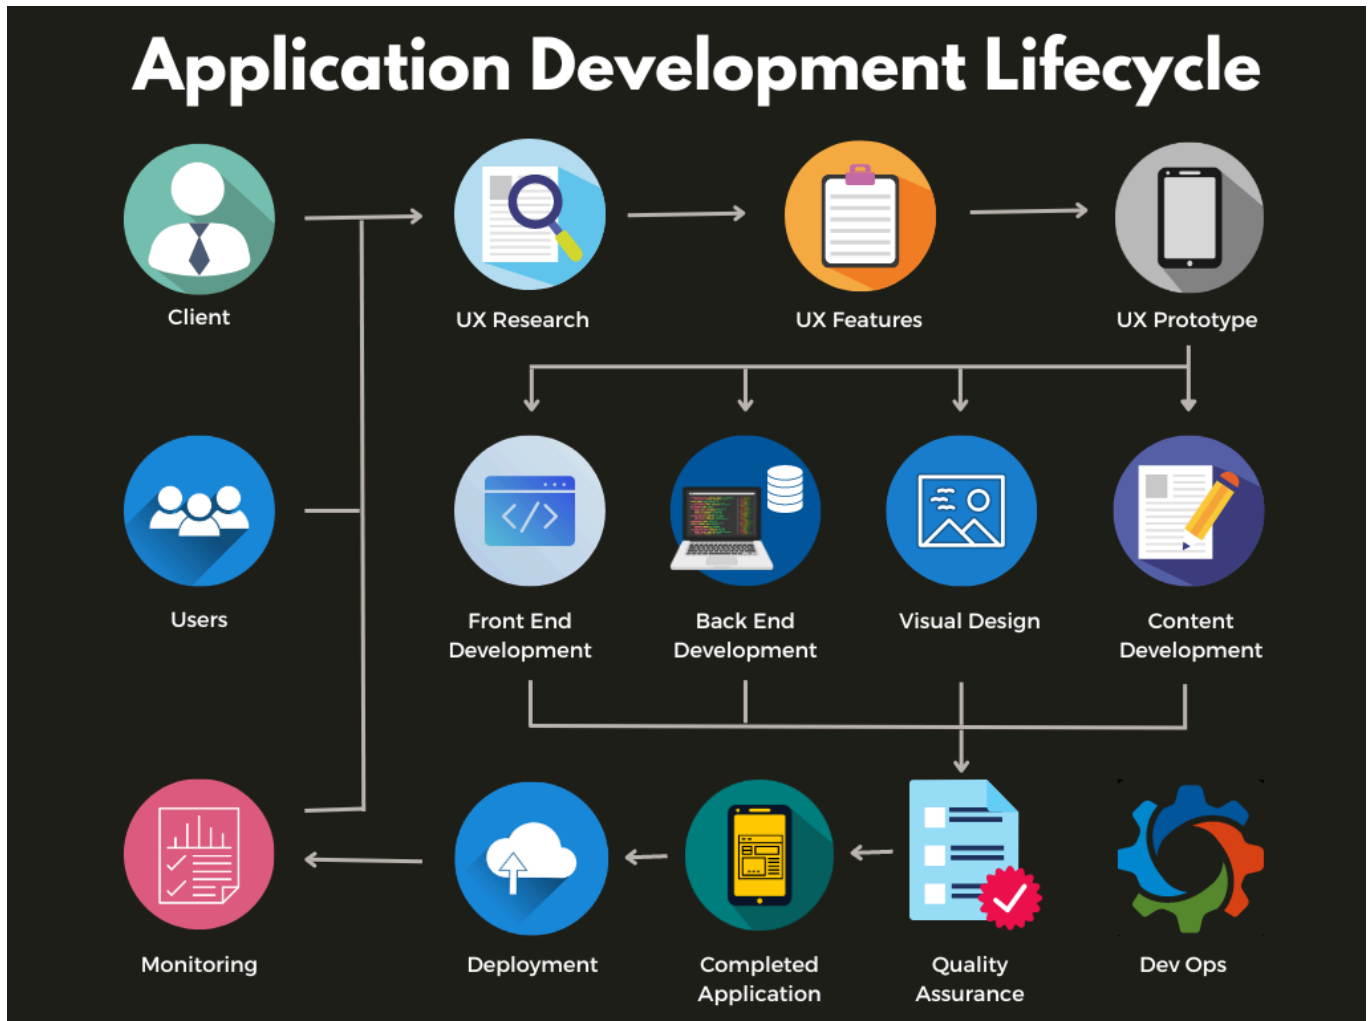 Application Development Lifecycle
Client
UX Research
UX Features
UX Prototype
Users
Front End
Development
Back End
Development
Visual Design
Content
Development
Monitoring
Deployment
Completed
Application
Quality
Assurance
Dev Ops